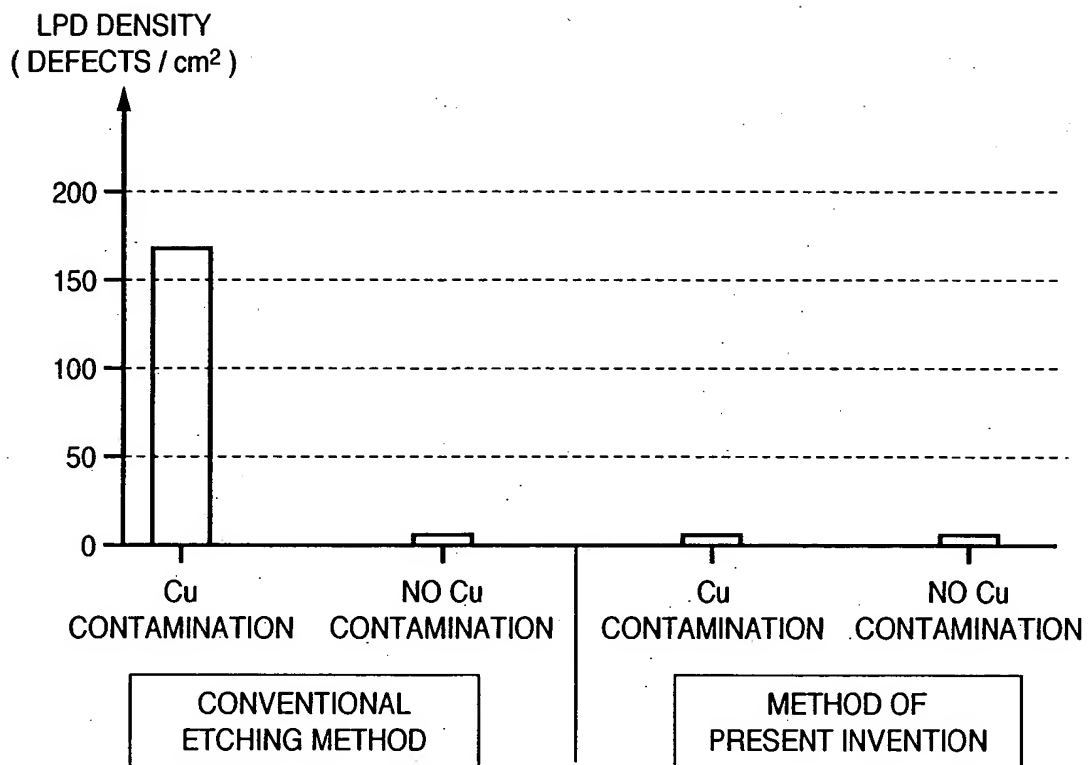 LPD DENSITY
( DEFECTS / cm² )
200
150
100
50
0
Cu
CONTAMINATION
NO Cu
CONTAMINATION
Cu
CONTAMINATION
NO Cu
CONTAMINATION
CONVENTIONAL
ETCHING METHOD
METHOD OF
PRESENT INVENTION